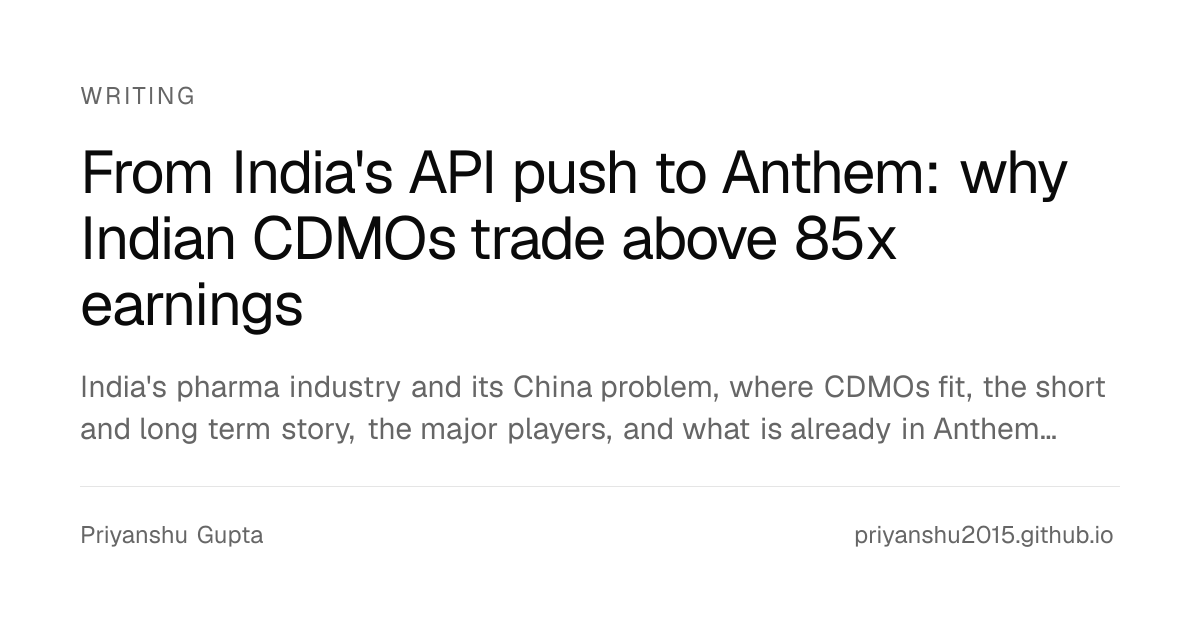 WRITING
From India's API push to Anthem: why
Indian CDMOs trade above 85x
earnings
India's pharma industry and its China problem, where CDMOs fit, the short
and long term story, the major players, and what is already in Anthem…
Priyanshu Gupta
priyanshu2015.github.io